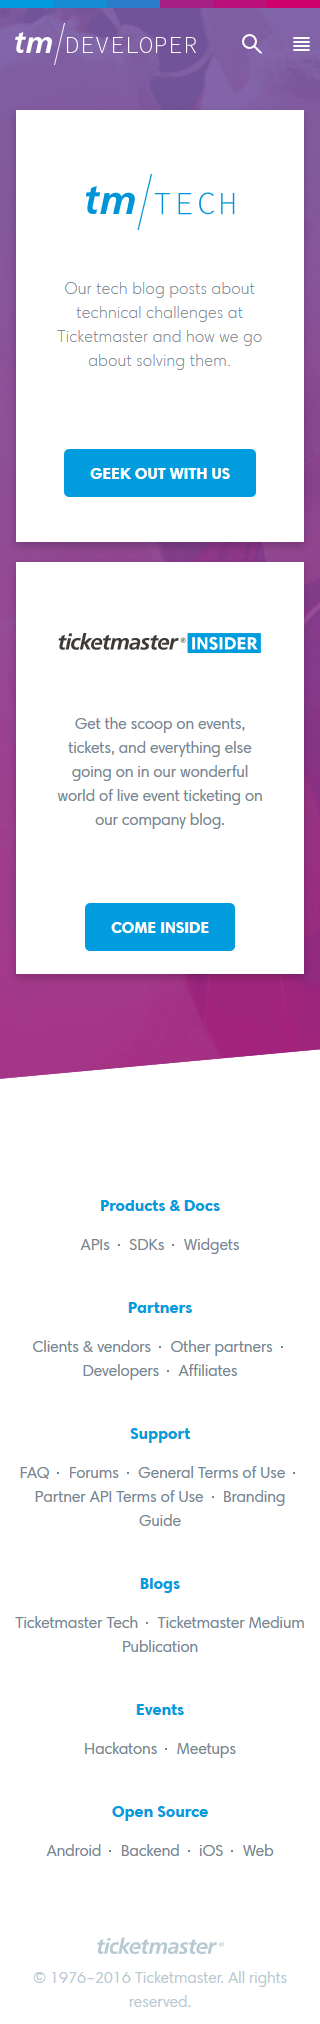 tm/DEVELOPER
tm/TECH
Our tech blog posts about
technical challenges at
Ticketmaster and how we go
about solving them.
GEEK OUT WITH US
ticketmaster® INSIDER
Get the scoop on events,
tickets, and everything else
going on in our wonderful
world of live event ticketing on
our company blog.
COME INSIDE
Products & Docs
APIs · SDKs · Widgets
Partners
Clients & vendors · Other partners ·
Developers · Affiliates
Support
FAQ · Forums · General Terms of Use ·
Partner API Terms of Use · Branding
Guide
Blogs
Ticketmaster Tech · Ticketmaster Medium
Publication
Events
Hackatons · Meetups
Open Source
Android · Backend · iOS · Web
ticketmaster®
© 1976-2016 Ticketmaster. All rights
reserved.